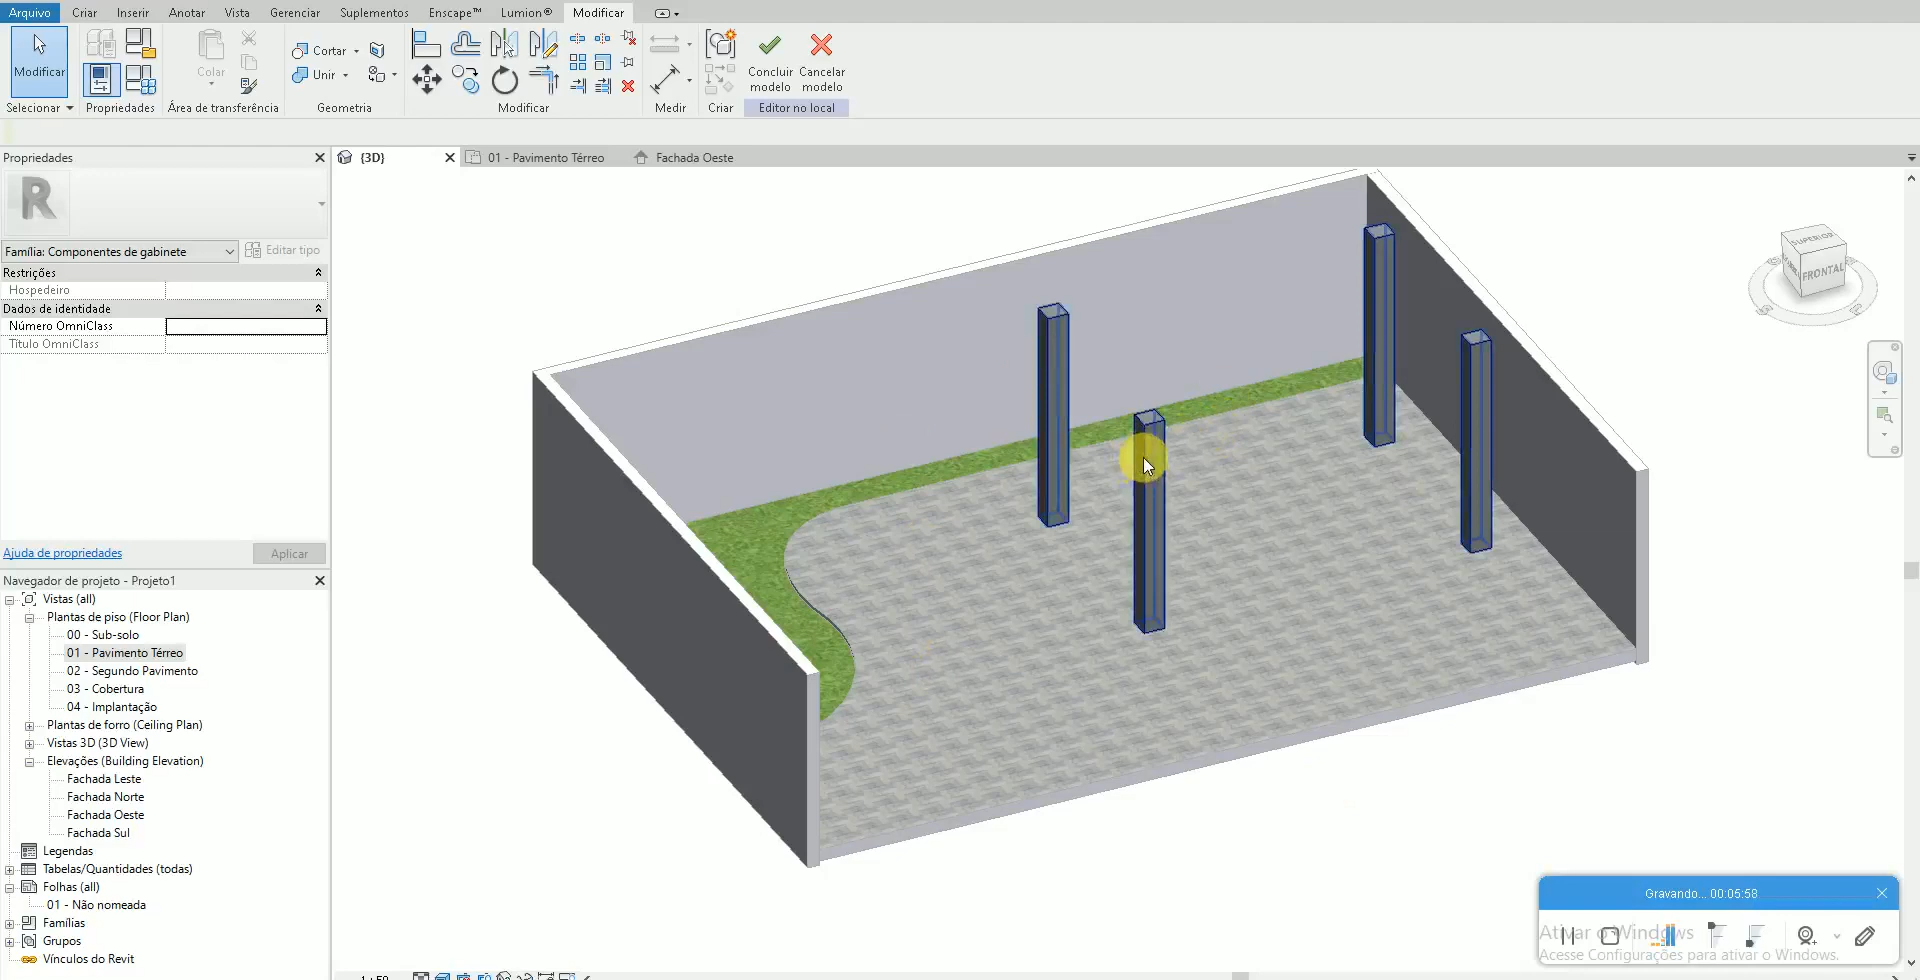 Arquivo Criar Inserir Anotar Vista Gerenciar Suplementos Enscape™ Lumion® Modificar
Modificar
Colar
Cortar
Unir
Concluir modelo
Cancelar modelo
Selecionar Propriedades Área de transferência Geometria Modificar Medir Criar Editor no local
Propriedades
{3D} 01 - Pavimento Térreo Fachada Oeste
R
Família: Componentes de gabinete Editar tipo
Restrições
Hospedeiro
Dados de identidade
Número OmniClass
Título OmniClass
Ajuda de propriedades Aplicar
SUPERIOR
FRONTAL
Navegador de projeto - Projeto1
Vistas (all)
Plantas de piso (Floor Plan)
00 - Sub-solo
01 - Pavimento Térreo
02 - Segundo Pavimento
03 - Cobertura
04 - Implantação
Plantas de forro (Ceiling Plan)
Vistas 3D (3D View)
Elevações (Building Elevation)
Fachada Leste
Fachada Norte
Fachada Oeste
Fachada Sul
Legendas
Tabelas/Quantidades (todas)
Folhas (all)
01 - Não nomeada
Famílias
Grupos
Vínculos do Revit
Gravando... 00:05:58
Ativar o Windows
Acesse Configurações para ativar o Windows.